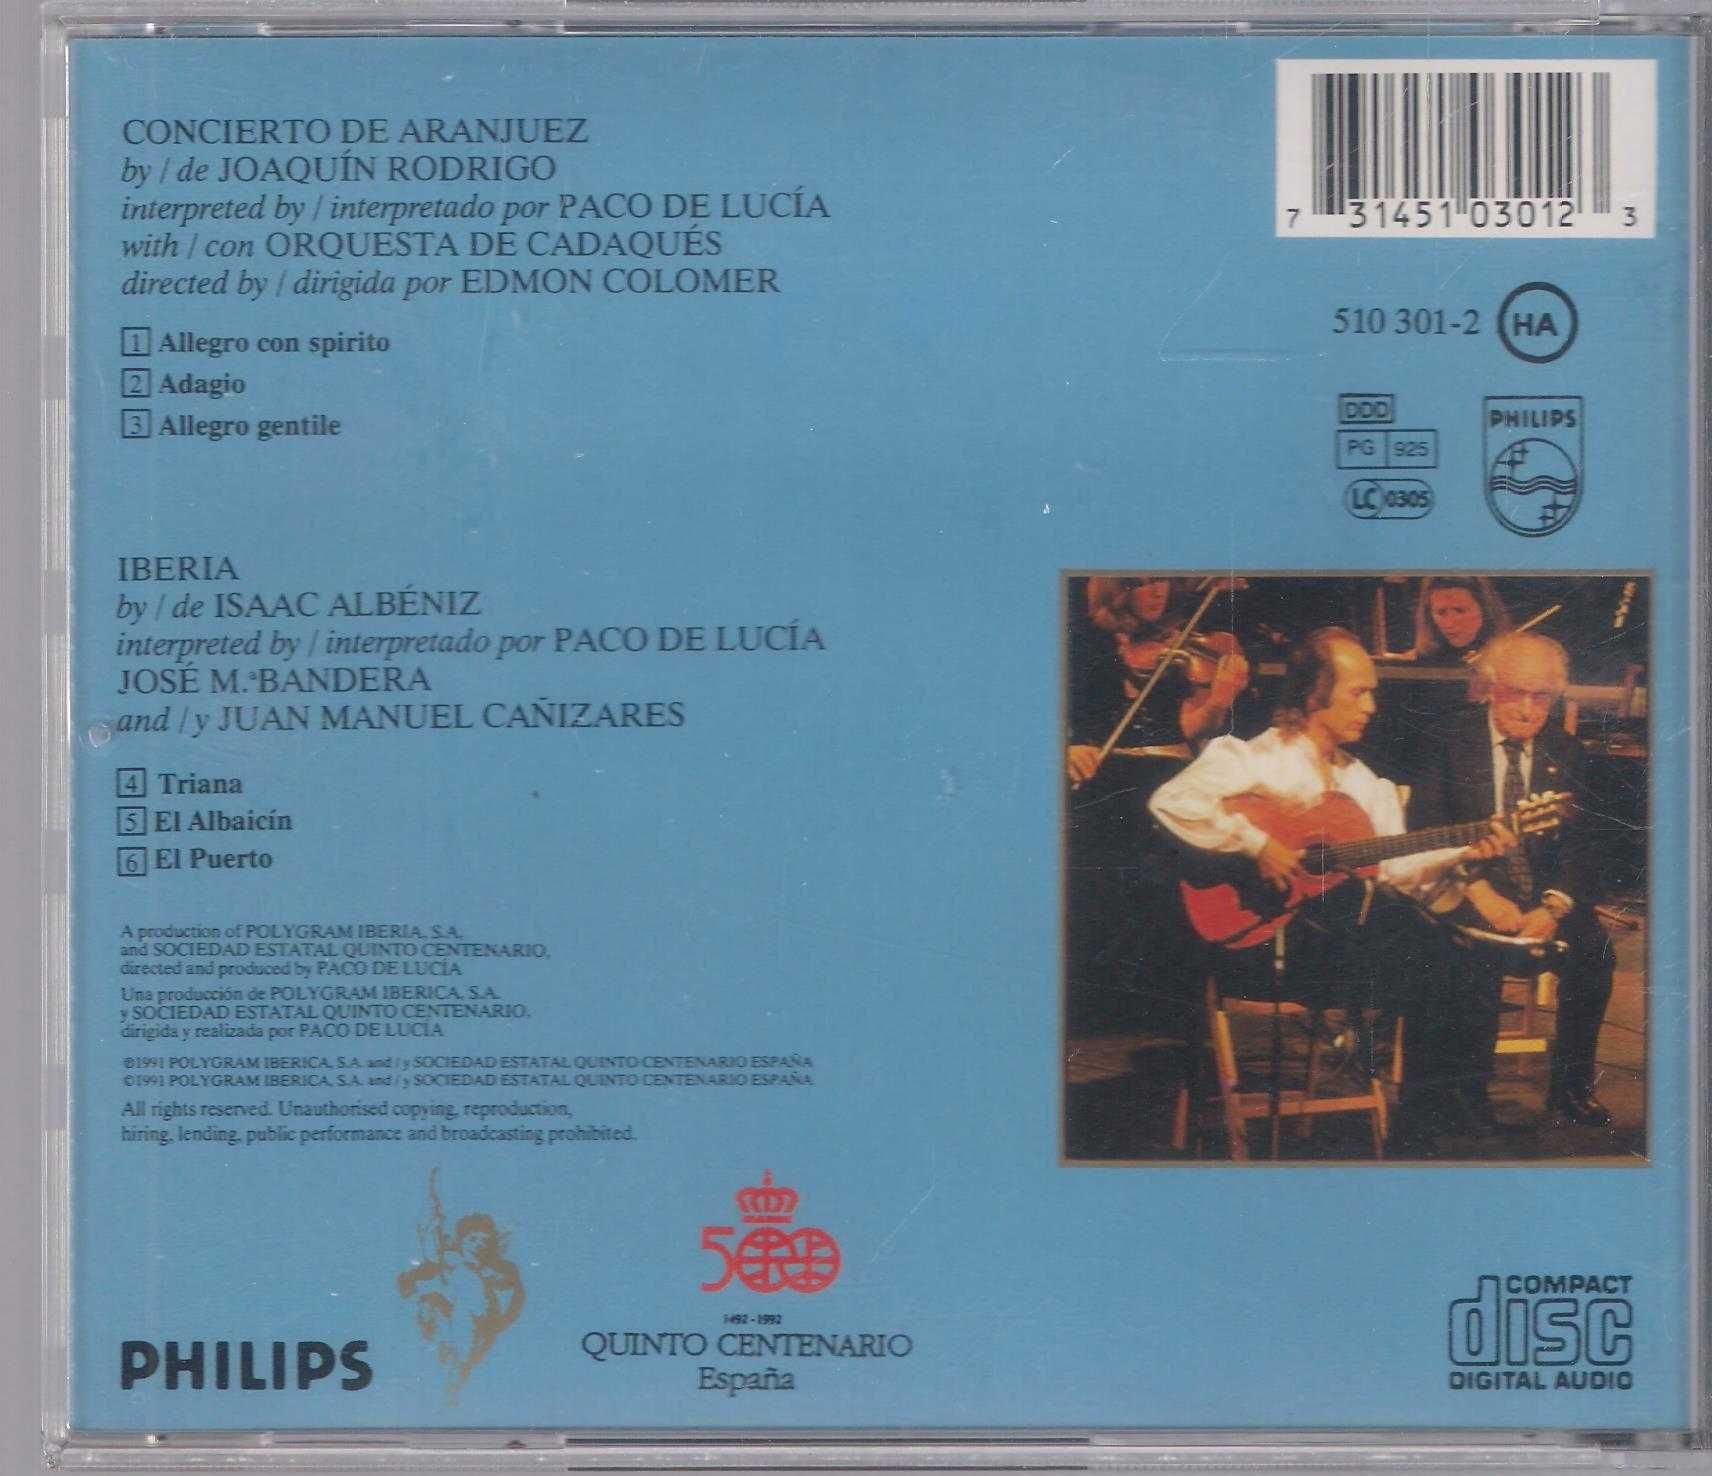 CONCIERTO DE ARANJUEZ
by / de JOAQUÍN RODRIGO
interpreted by / interpretado por PACO DE LUCÍA
with / con ORQUESTA DE CADAQUÉS
directed by / dirigida por EDMON COLOMER
1 Allegro con spirito
2 Adagio
3 Allegro gentile
IBERIA
by / de ISAAC ALBÉNIZ
interpreted by / interpretado por PACO DE LUCÍA
JOSÉ M.ª BANDERA
and / y JUAN MANUEL CAÑIZARES
4 Triana
5 El Albaicín
6 El Puerto
A production of POLYGRAM IBERIA, S.A.
and SOCIEDAD ESTATAL QUINTO CENTENARIO,
directed and produced by PACO DE LUCÍA
Una producción de POLYGRAM IBERICA, S.A.
y SOCIEDAD ESTATAL QUINTO CENTENARIO,
dirigida y realizada por PACO DE LUCÍA
℗1991 POLYGRAM IBERICA, S.A. and / y SOCIEDAD ESTATAL QUINTO CENTENARIO ESPAÑA
©1991 POLYGRAM IBERICA, S.A. and / y SOCIEDAD ESTATAL QUINTO CENTENARIO ESPAÑA
All rights reserved. Unauthorised copying, reproduction,
hiring, lending, public performance and broadcasting prohibited.
PHILIPS
500
1492 - 1992
QUINTO CENTENARIO
España
7 31451 03012 3
510 301-2 HA
DDD
PG 925
LC 0305
PHILIPS
COMPACT
disc
DIGITAL AUDIO